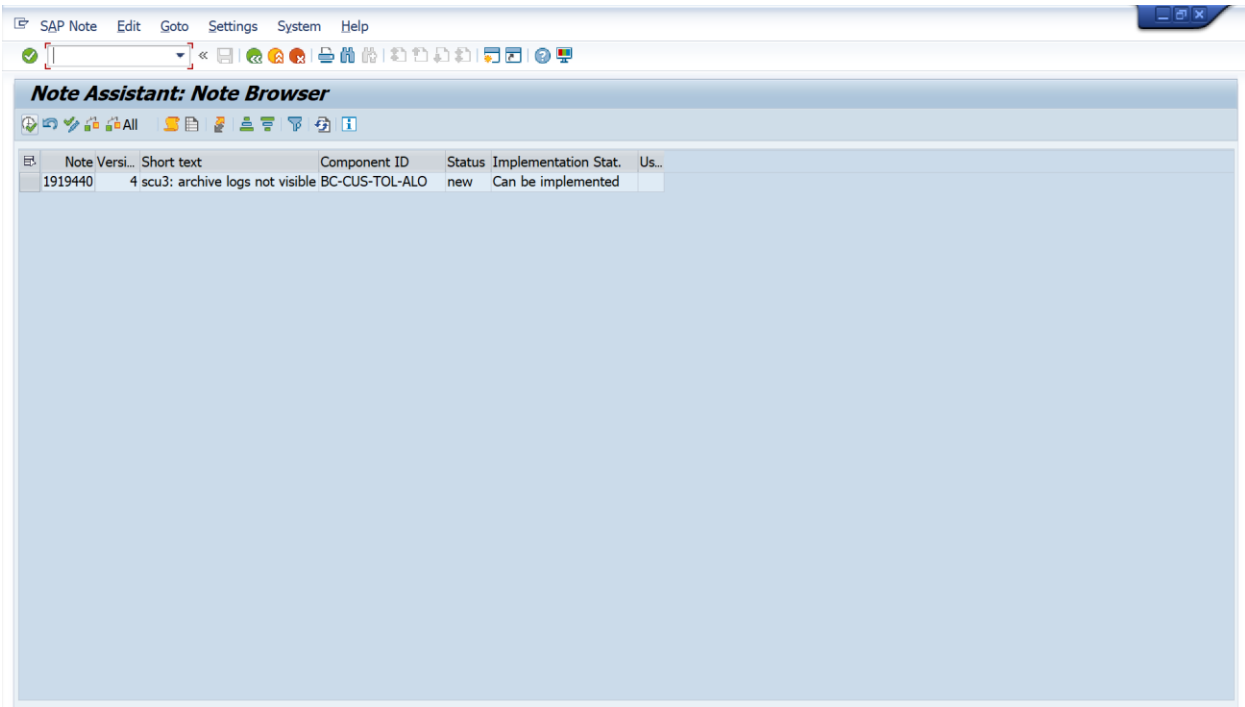 SAP Note Edit Goto Settings System Help
Note Assistant: Note Browser
All
Note Versi... Short text Component ID Status Implementation Stat. Us...
1919440 4 scu3: archive logs not visible BC-CUS-TOL-ALO new Can be implemented